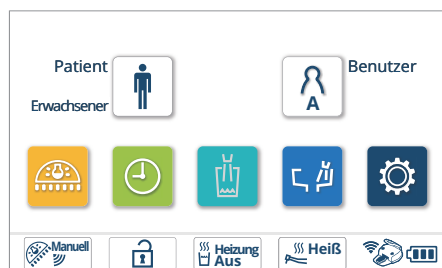 Patient
Benutzer
Erwachsener
A
Manuell
Heizung
Aus
Heiß